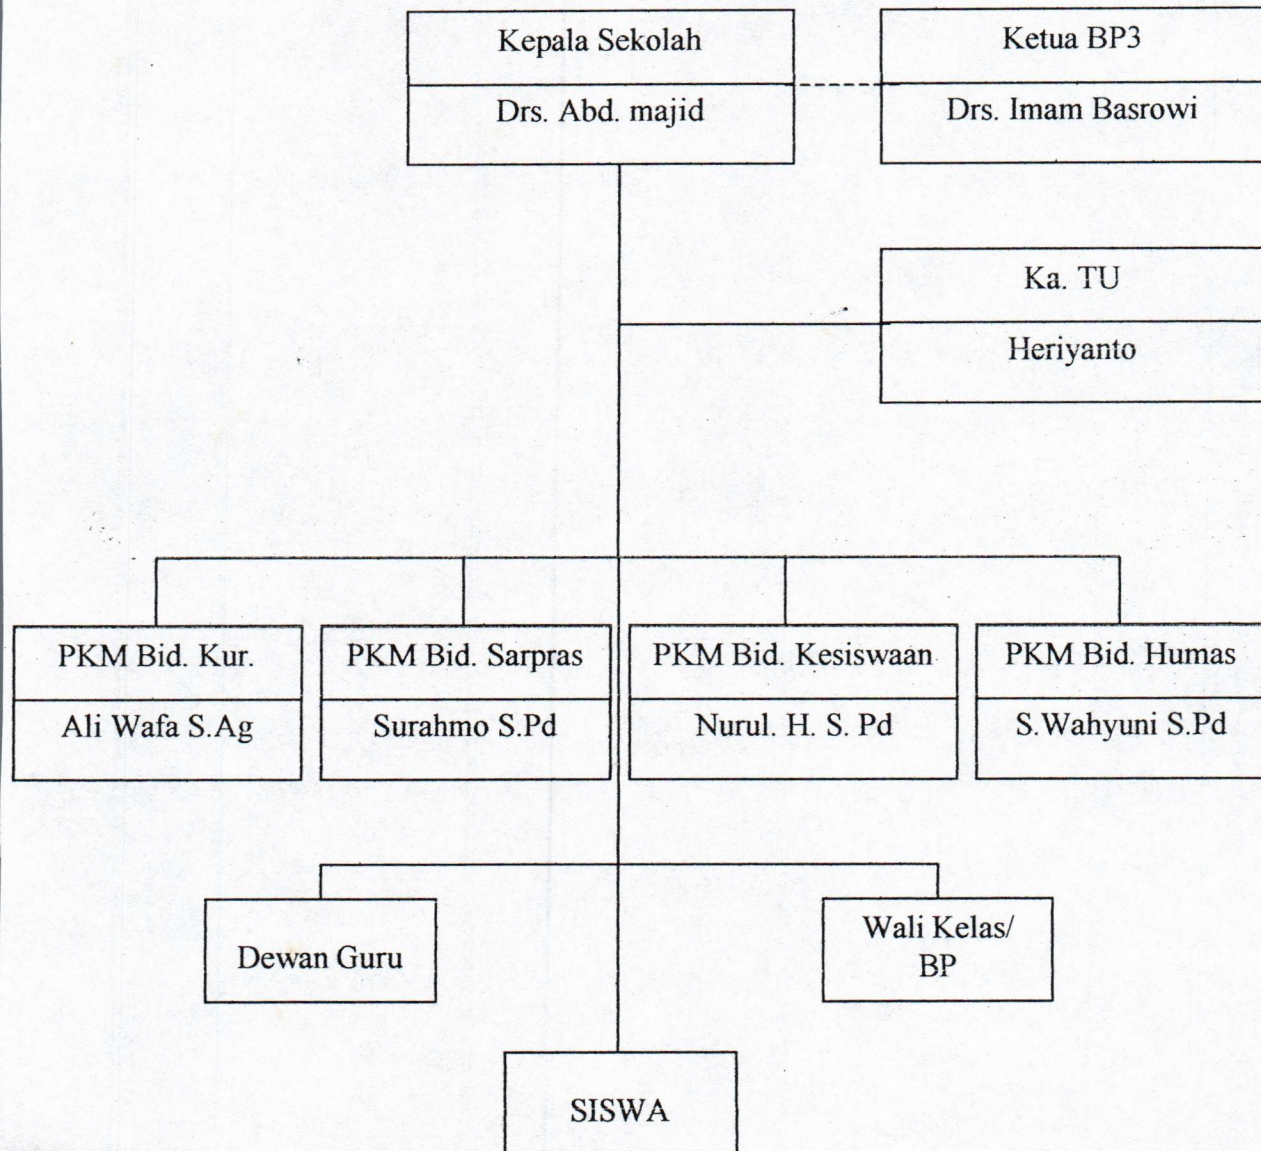 Kepala Sekolah
Drs. Abd. majid
Ketua BP3
Drs. Imam Basrowi
Ka. TU
Heriyanto
PKM Bid. Kur.
Ali Wafa S.Ag
PKM Bid. Sarpras
Surahmo S.Pd
PKM Bid. Kesiswaan
Nurul. H. S. Pd
PKM Bid. Humas
S.Wahyuni S.Pd
Dewan Guru
Wali Kelas/
BP
SISWA